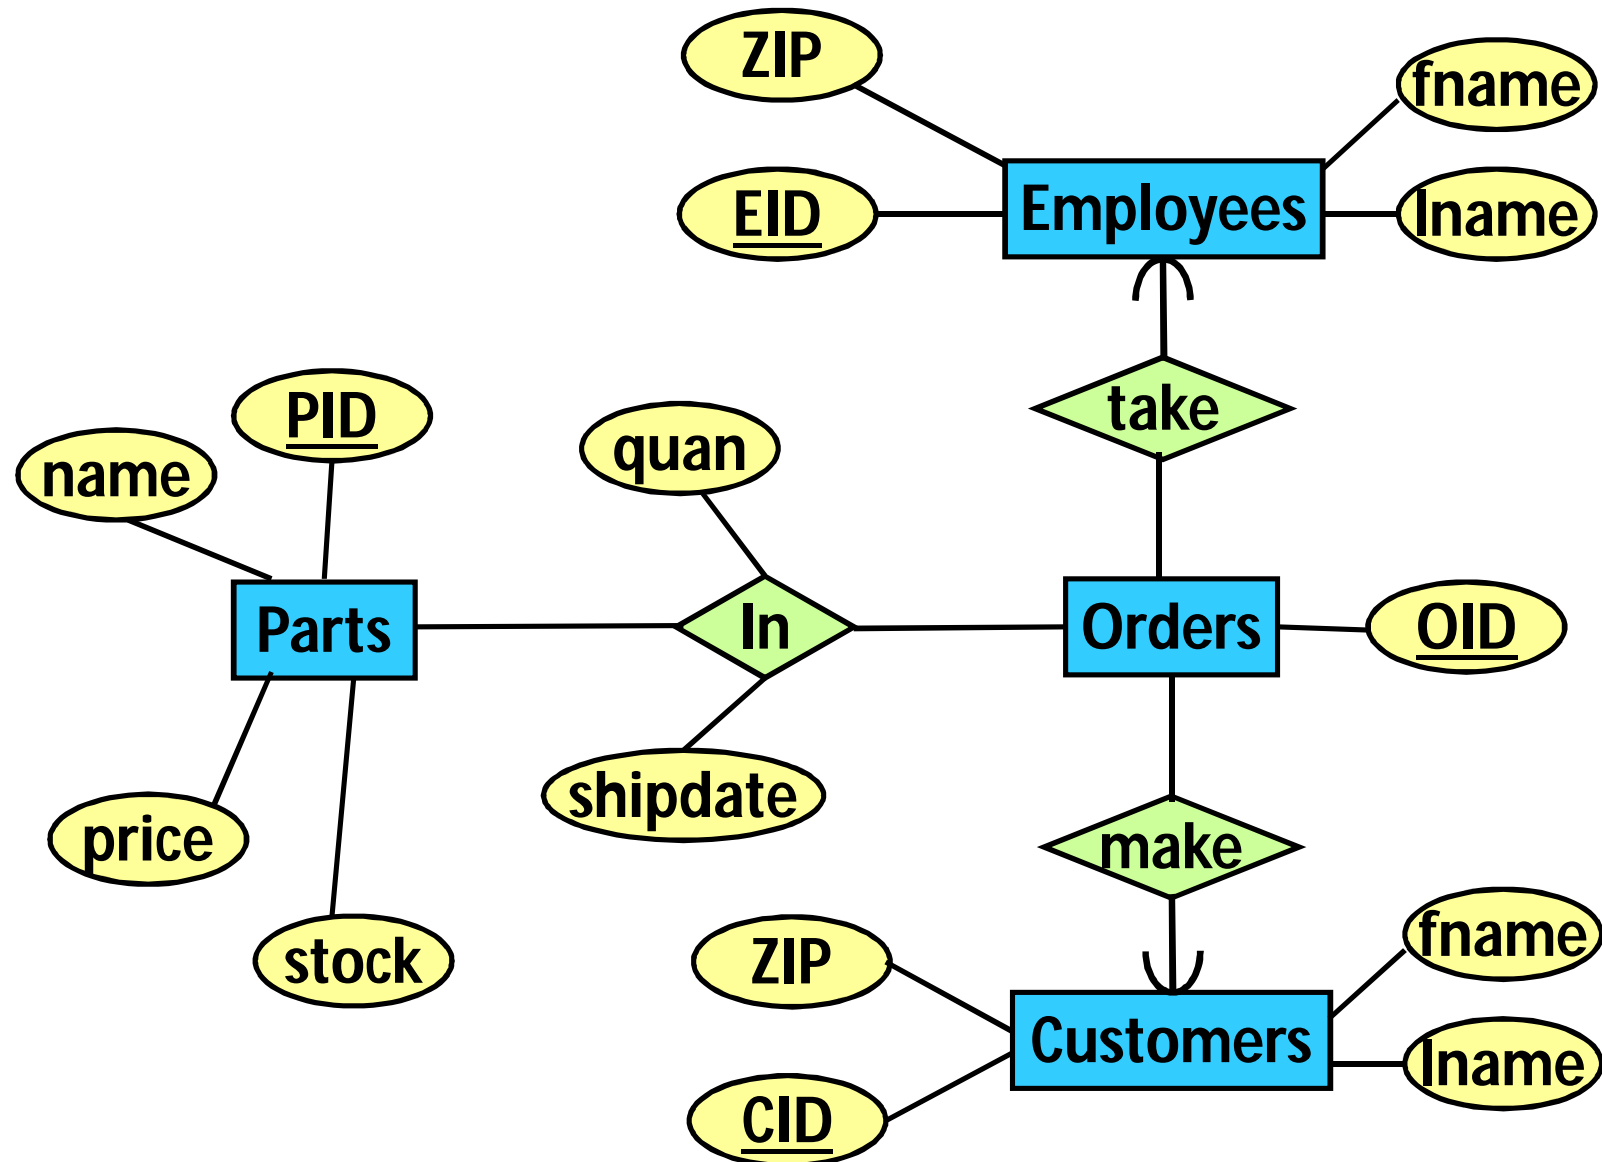 ZIP
fname
EID
Employees
lname
take
PID
name
quan
Parts
In
Orders
OID
price
shipdate
make
stock
ZIP
fname
Customers
lname
CID